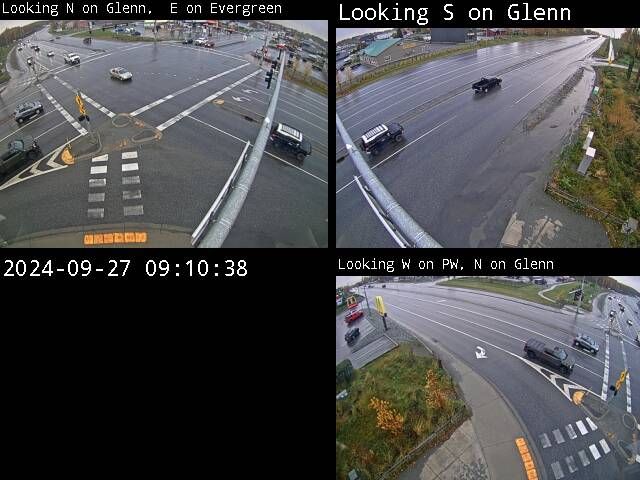 Looking N on Glenn,  E on Evergreen
Looking S on Glenn
2024-09-27 09:10:38
Looking W on PW, N on Glenn